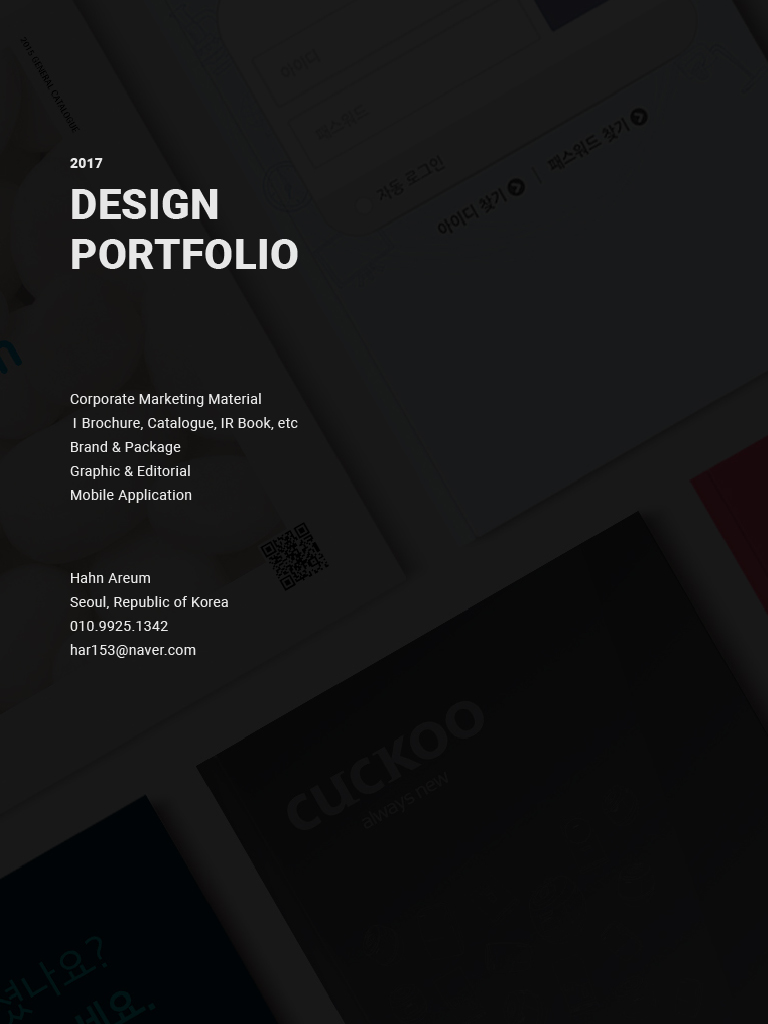 2017
DESIGN
PORTFOLIO
Corporate Marketing Material
I Brochure, Catalogue, IR Book, etc
Brand & Package
Graphic & Editorial
Mobile Application
Hahn Areum
Seoul, Republic of Korea
010.9925.1342
har153@naver.com
2015 GENERAL CATALOGUE
아이디
패스워드
자동 로그인
아이디 찾기 | 패스워드 찾기
CUCKOO
always new
셨나요?
세요.